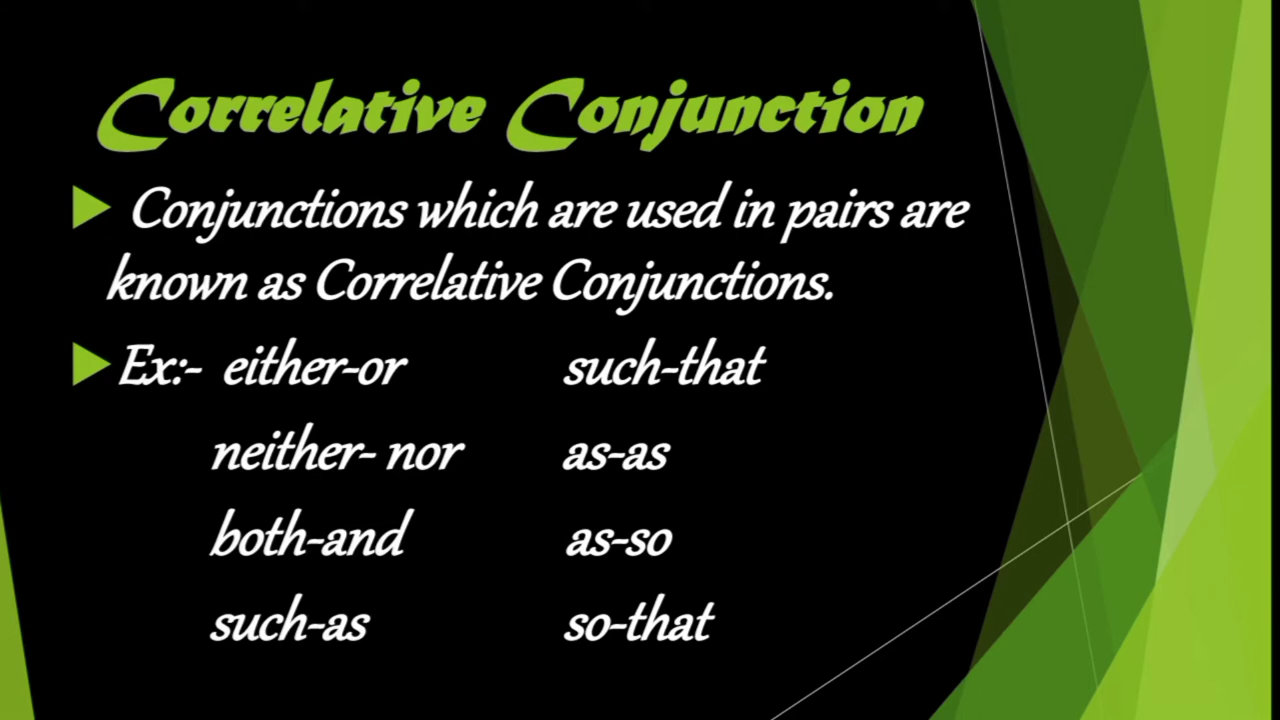 Correlative Conjunction
Conjunctions which are used in pairs are
known as Correlative Conjunctions.
Ex:- either-or such-that
neither- nor as-as
both-and as-so
such-as so-that